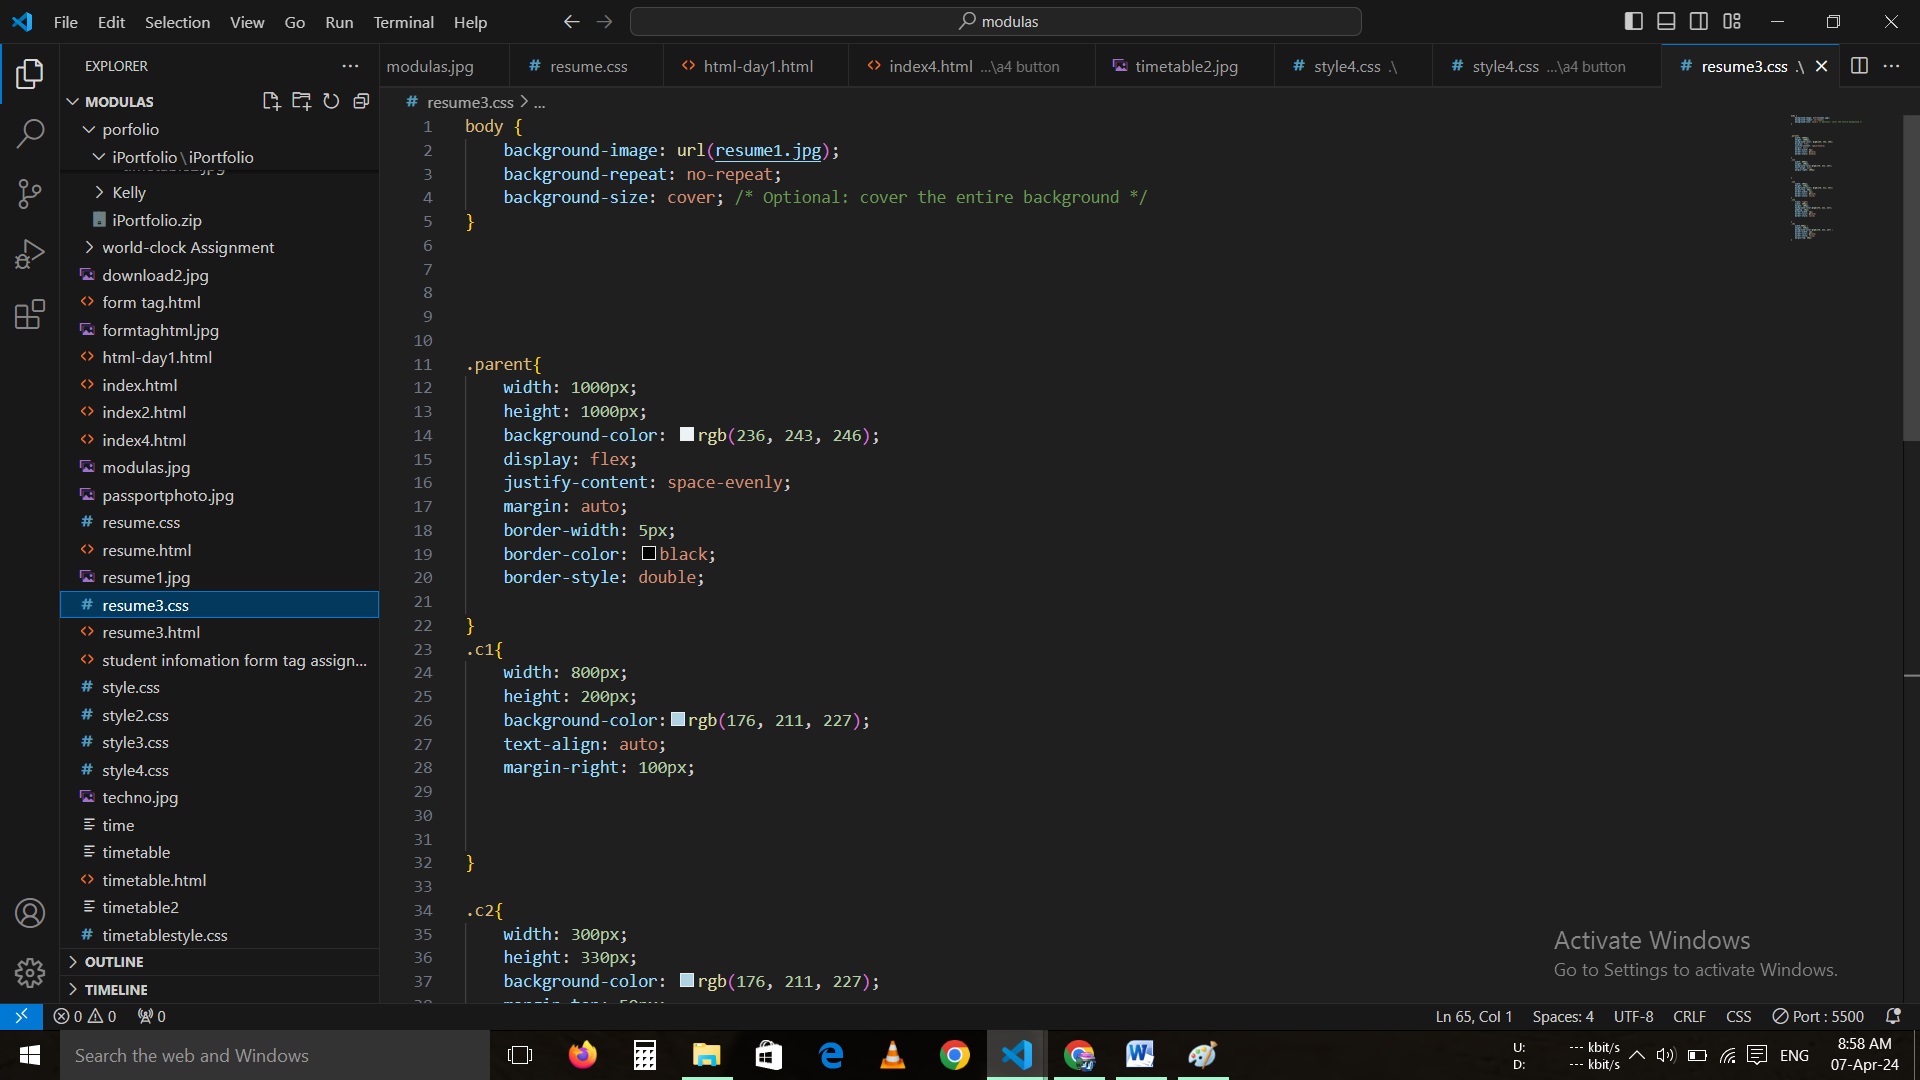 File Edit Selection View Go Run Terminal Help
modulas
EXPLORER
modulas.jpg
resume.css
html-day1.html
index4.html ...\a4 button
timetable2.jpg
style4.css .\
style4.css ...\a4 button
resume3.css .\
MODULAS
porfolio
iPortfolio\iPortfolio
Kelly
iPortfolio.zip
world-clock Assignment
download2.jpg
form tag.html
formtaghtml.jpg
html-day1.html
index.html
index2.html
index4.html
modulas.jpg
passportphoto.jpg
resume.css
resume.html
resume1.jpg
resume3.css
resume3.html
student infomation form tag assign...
style.css
style2.css
style3.css
style4.css
techno.jpg
time
timetable
timetable.html
timetable2
timetablestyle.css
OUTLINE
TIMELINE
resume3.css > ...
1 body {
2 background-image: url(resume1.jpg);
3 background-repeat: no-repeat;
4 background-size: cover; /* Optional: cover the entire background */
5 }
6
7
8
9
10
11 .parent{
12 width: 1000px;
13 height: 1000px;
14 background-color: rgb(236, 243, 246);
15 display: flex;
16 justify-content: space-evenly;
17 margin: auto;
18 border-width: 5px;
19 border-color: black;
20 border-style: double;
21
22 }
23 .c1{
24 width: 800px;
25 height: 200px;
26 background-color:rgb(176, 211, 227);
27 text-align: auto;
28 margin-right: 100px;
29
30
31
32 }
33
34 .c2{
35 width: 300px;
36 height: 330px;
37 background-color: rgb(176, 211, 227);
Activate Windows
Go to Settings to activate Windows.
0 0 0
Ln 65, Col 1 Spaces: 4 UTF-8 CRLF CSS Port : 5500
Search the web and Windows
U: --- kbit/s
D: --- kbit/s
ENG
8:58 AM
07-Apr-24